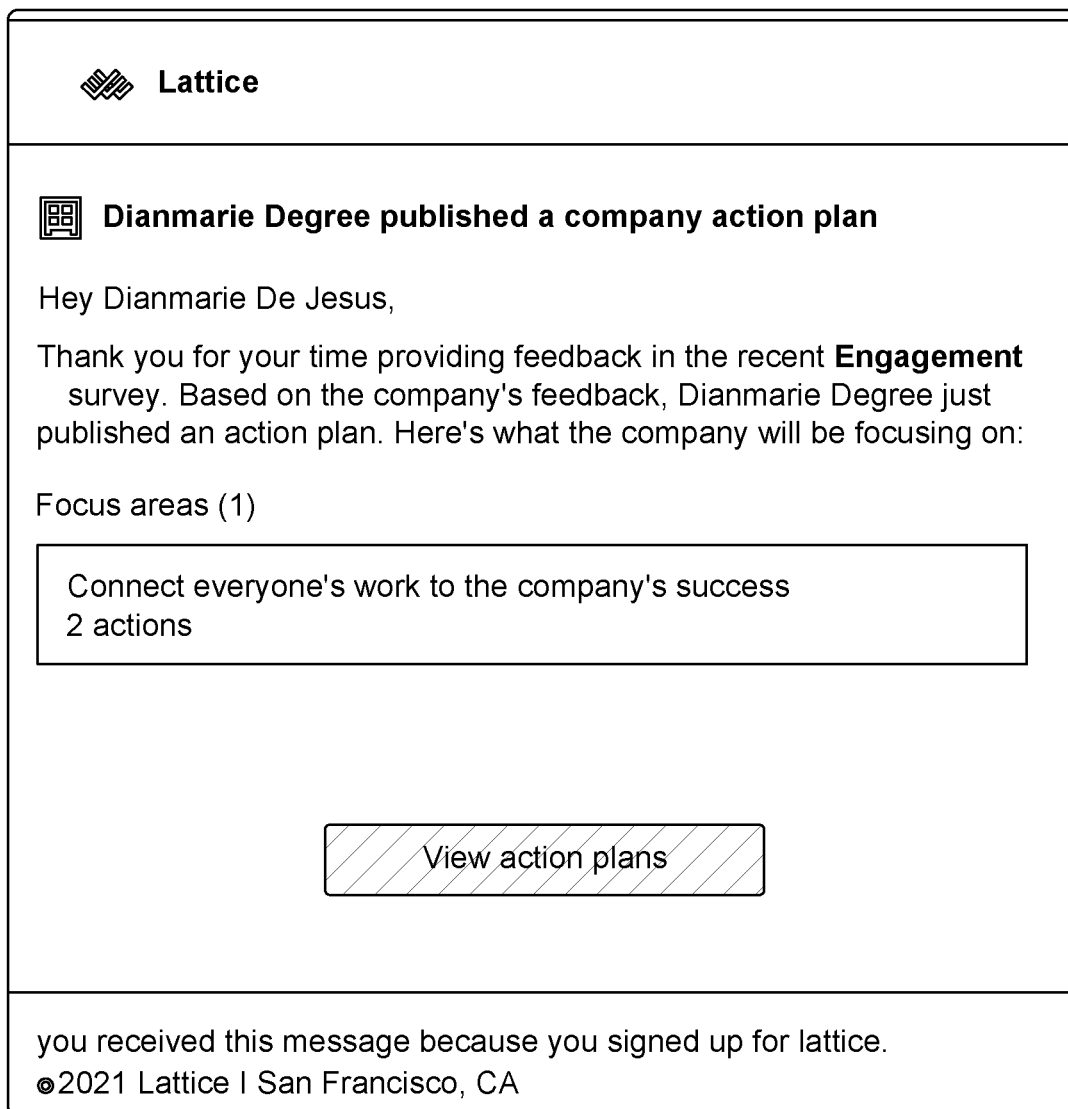 Lattice
Dianmarie Degree published a company action plan
Hey Dianmarie De Jesus,
Thank you for your time providing feedback in the recent Engagement
survey. Based on the company's feedback, Dianmarie Degree just
published an action plan. Here's what the company will be focusing on:
Focus areas (1)
Connect everyone's work to the company's success
2 actions
View action plans
you received this message because you signed up for lattice.
©2021 Lattice I San Francisco, CA